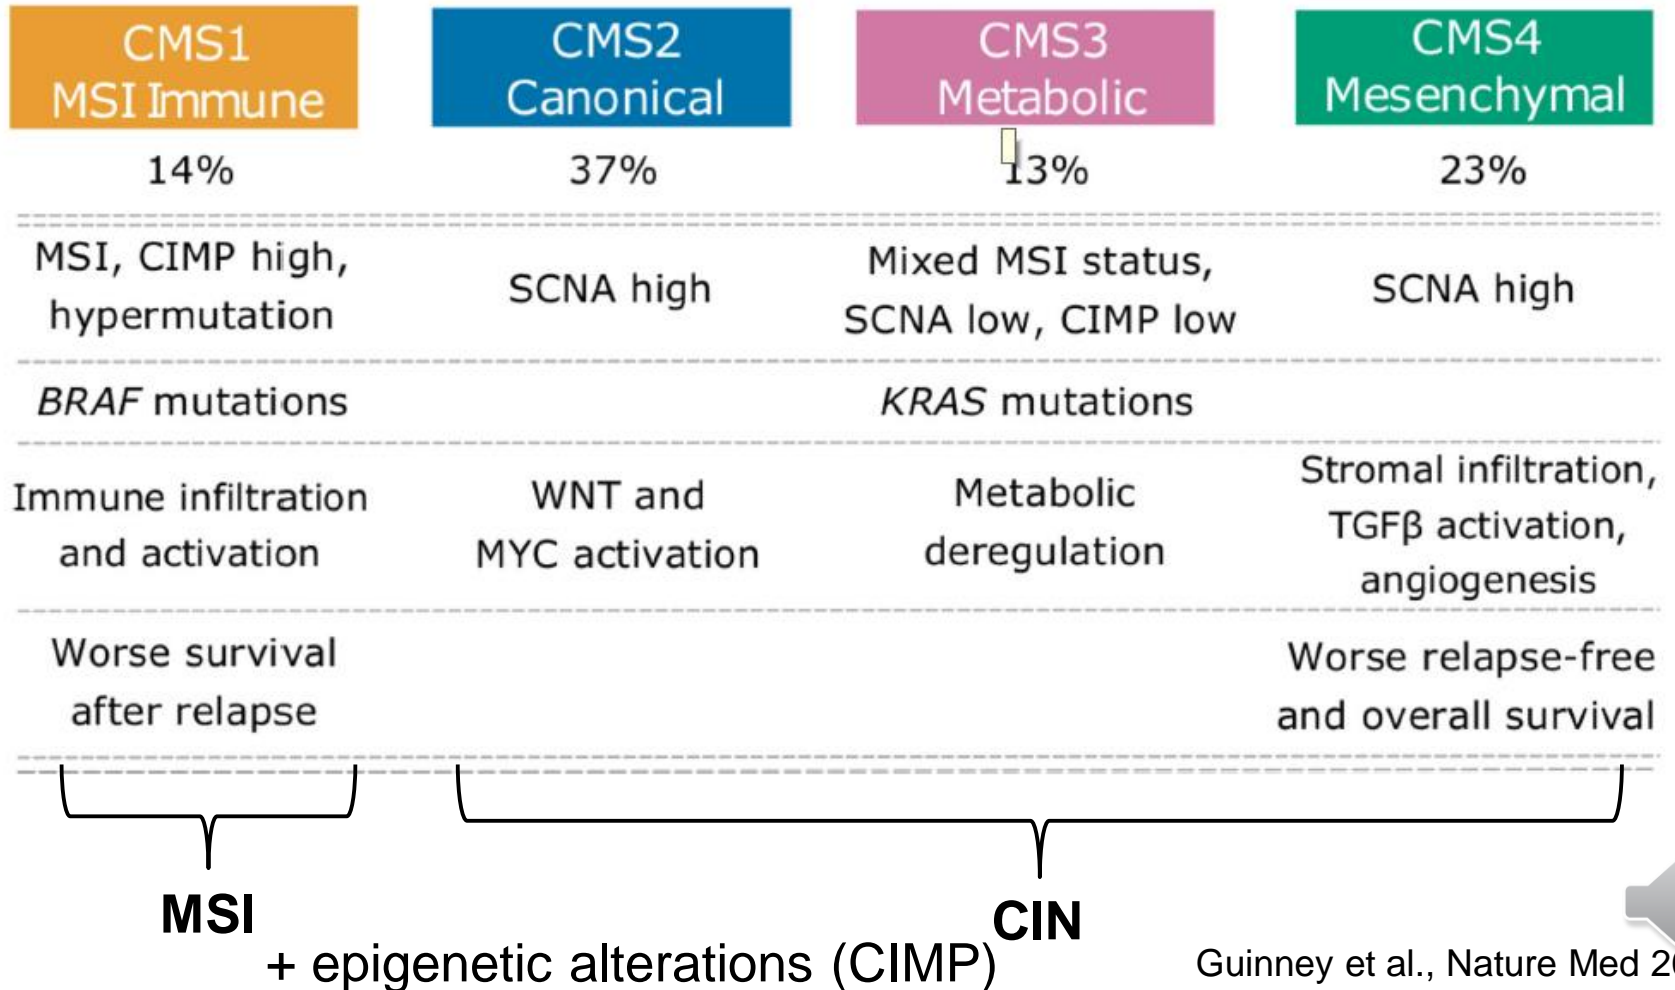 CMS1
MSI Immune
CMS2
Canonical
CMS3
Metabolic
CMS4
Mesenchymal
14%
37%
13%
23%
MSI, CIMP high,
hypermutation
SCNA high
Mixed MSI status,
SCNA low, CIMP low
SCNA high
BRAF mutations
KRAS mutations
Immune infiltration
and activation
WNT and
MYC activation
Metabolic
deregulation
Stromal infiltration,
TGFβ activation,
angiogenesis
Worse survival
after relapse
Worse relapse-free
and overall survival
MSI
CIN
+ epigenetic alterations (CIMP)
Guinney et al., Nature Med